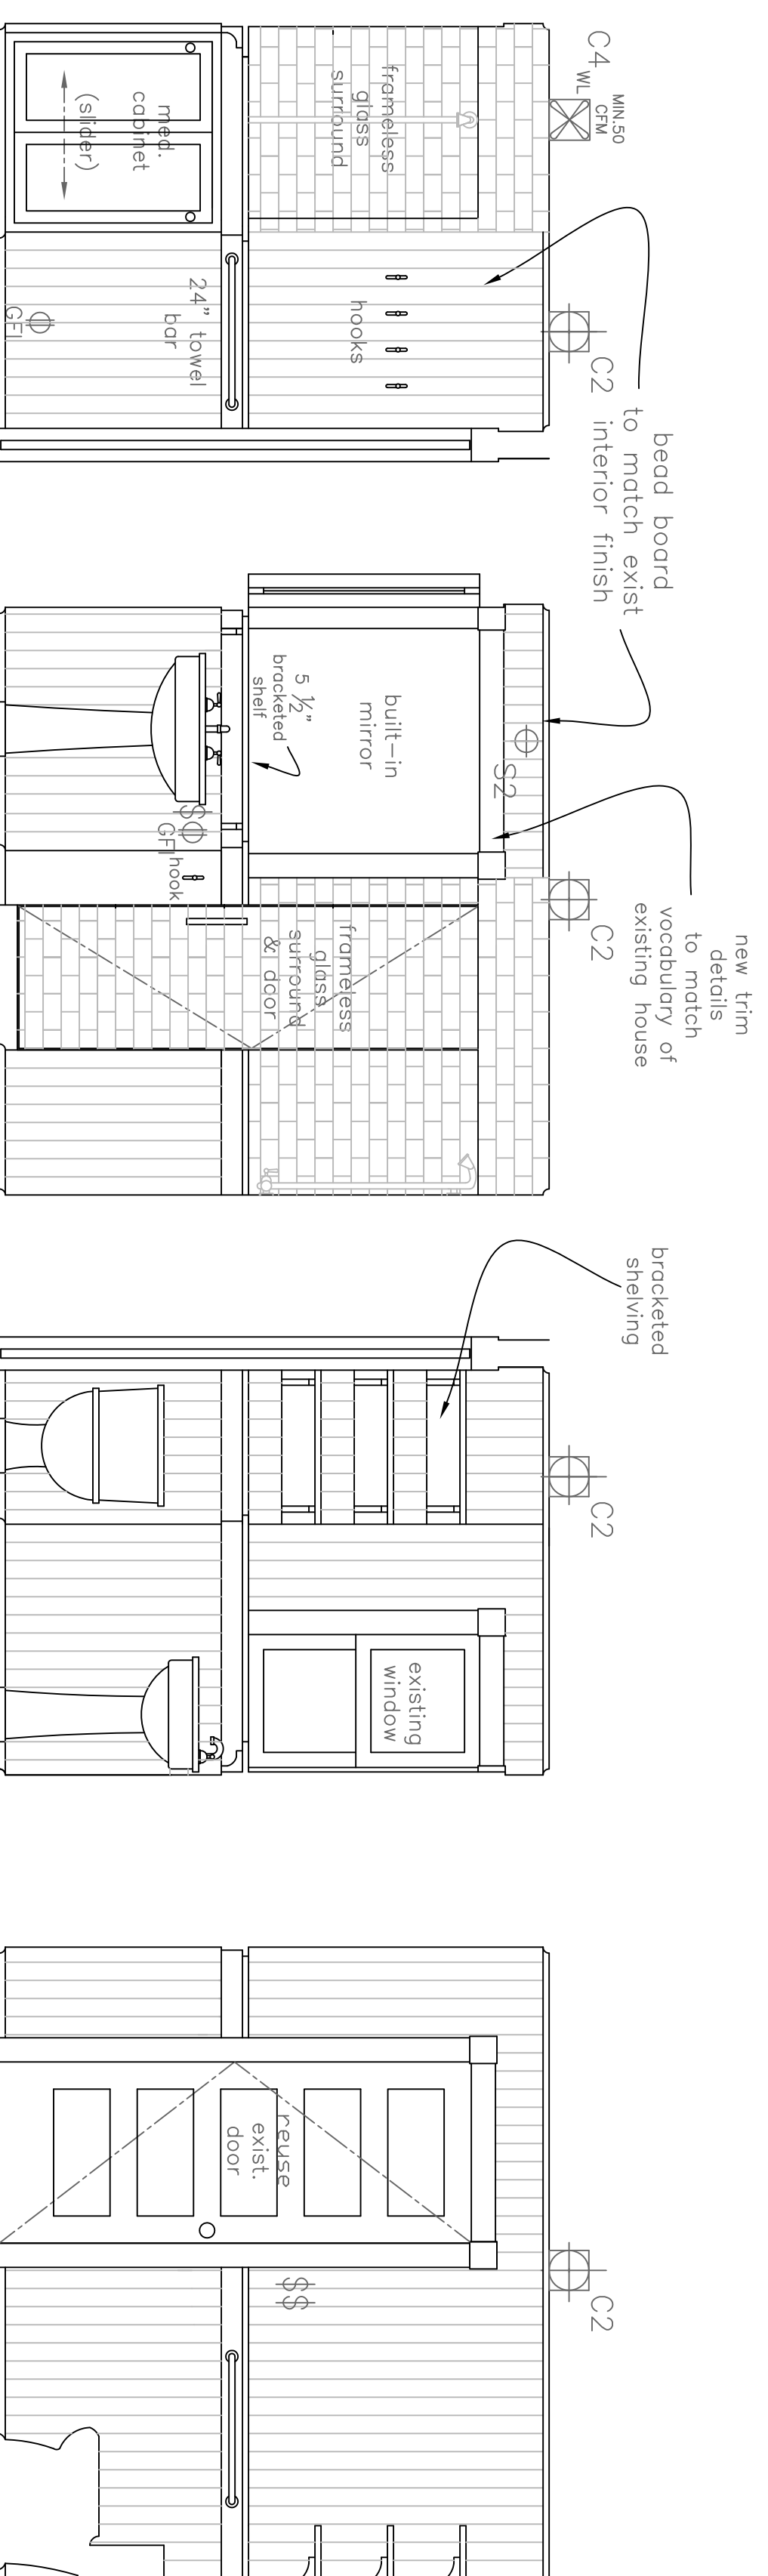 C4
WL
MIN.50
CFM
C2
bead board
to match exist
interior finish
frameless
glass
surround
hooks
24" towel
bar
med.
cabinet
(slider)
GFI
new trim
details
to match
vocabulary of
existing house
C2
S2
built-in
mirror
5 ½"
bracketed
shelf
$
GFI
hook
frameless
glass
surround
& door
bracketed
shelving
C2
existing
window
C2
reuse
exist.
door
$$